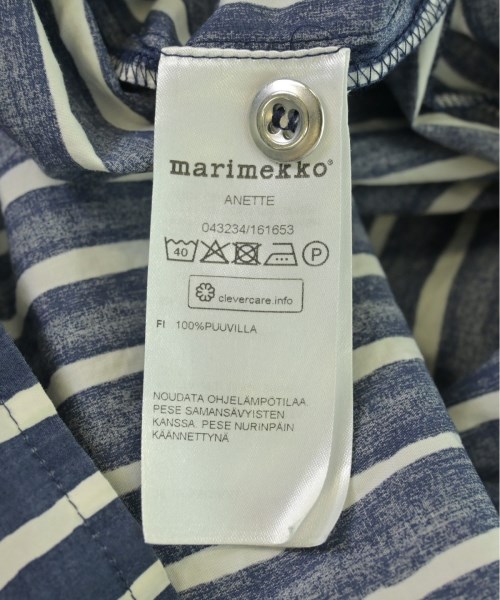 marimekko®
ANETTE
043234/161653
40 P
clevercare.info
FI 100%PUUVILLA
NOUDATA OHJELÄMPÖTILAA
PESE SAMANSÄVYISTEN
KANSSA. PESE NURINPÄIN
KÄÄNNETTYNÄ